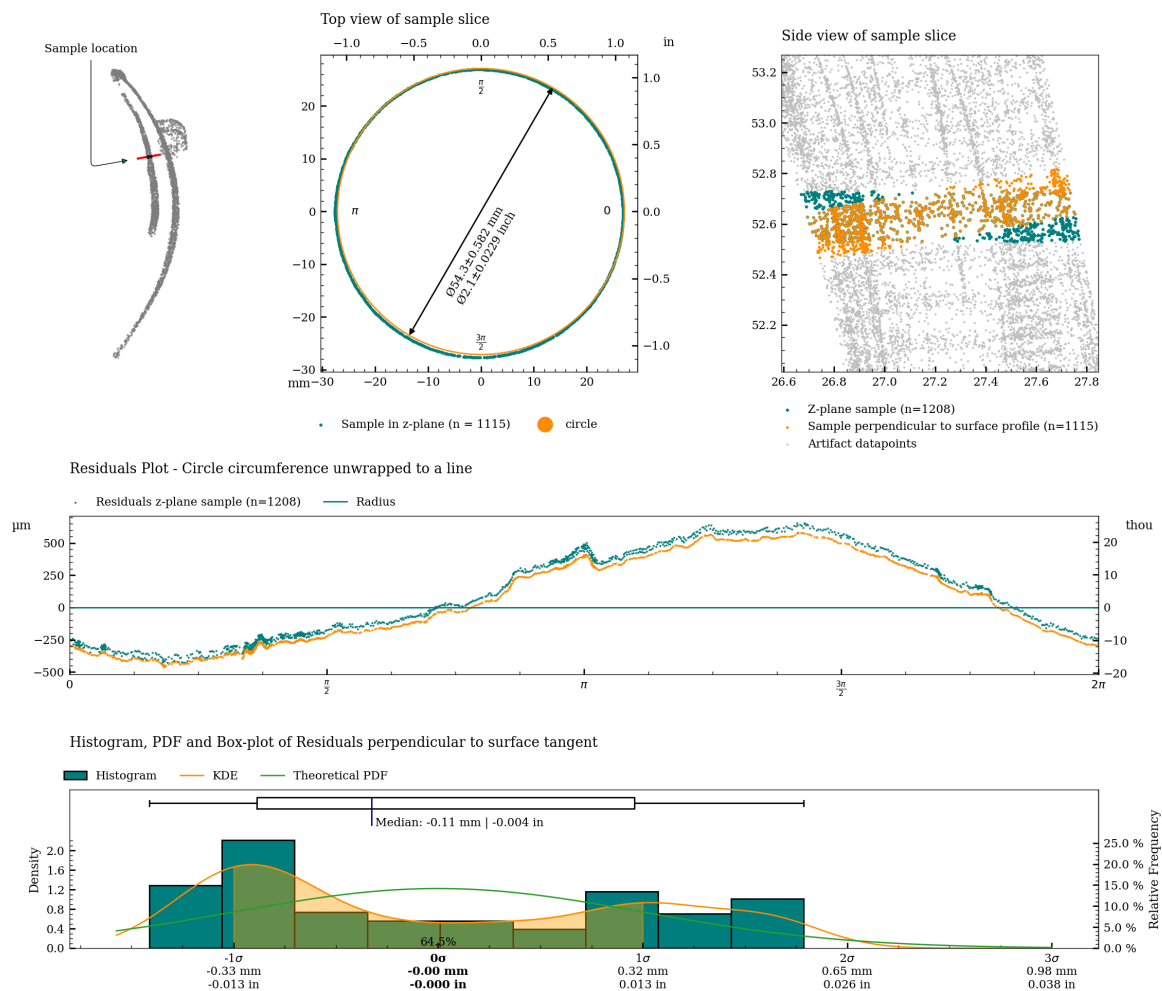 Sample location
Top view of sample slice
−1.0 −0.5 0.0 0.5 1.0 in
20
10
0
−10
−20
−30
1.0
0.5
0.0
−0.5
−1.0
π/2
π
0
3π/2
Ø54.3±0.582 mm
Ø2.1±0.0229 inch
mm −30 −20 −10 0 10 20
Sample in z-plane (n = 1115) circle
Side view of sample slice
53.2
53.0
52.8
52.6
52.4
52.2
26.6 26.8 27.0 27.2 27.4 27.6 27.8
Z-plane sample (n=1208)
Sample perpendicular to surface profile (n=1115)
Artifact datapoints
Residuals Plot - Circle circumference unwrapped to a line
Residuals z-plane sample (n=1208) Radius
µm
500
250
0
−250
−500
thou
20
10
0
−10
−20
0 π/2 π 3π/2 2π
Histogram, PDF and Box-plot of Residuals perpendicular to surface tangent
Histogram KDE Theoretical PDF
Median: -0.11 mm | -0.004 in
Density
2.0
1.6
1.2
0.8
0.4
0.0
Relative Frequency
25.0 %
20.0 %
15.0 %
10.0 %
5.0 %
0.0 %
64.5%
-1σ 0σ 1σ 2σ 3σ
-0.33 mm -0.00 mm 0.32 mm 0.65 mm 0.98 mm
-0.013 in -0.000 in 0.013 in 0.026 in 0.038 in